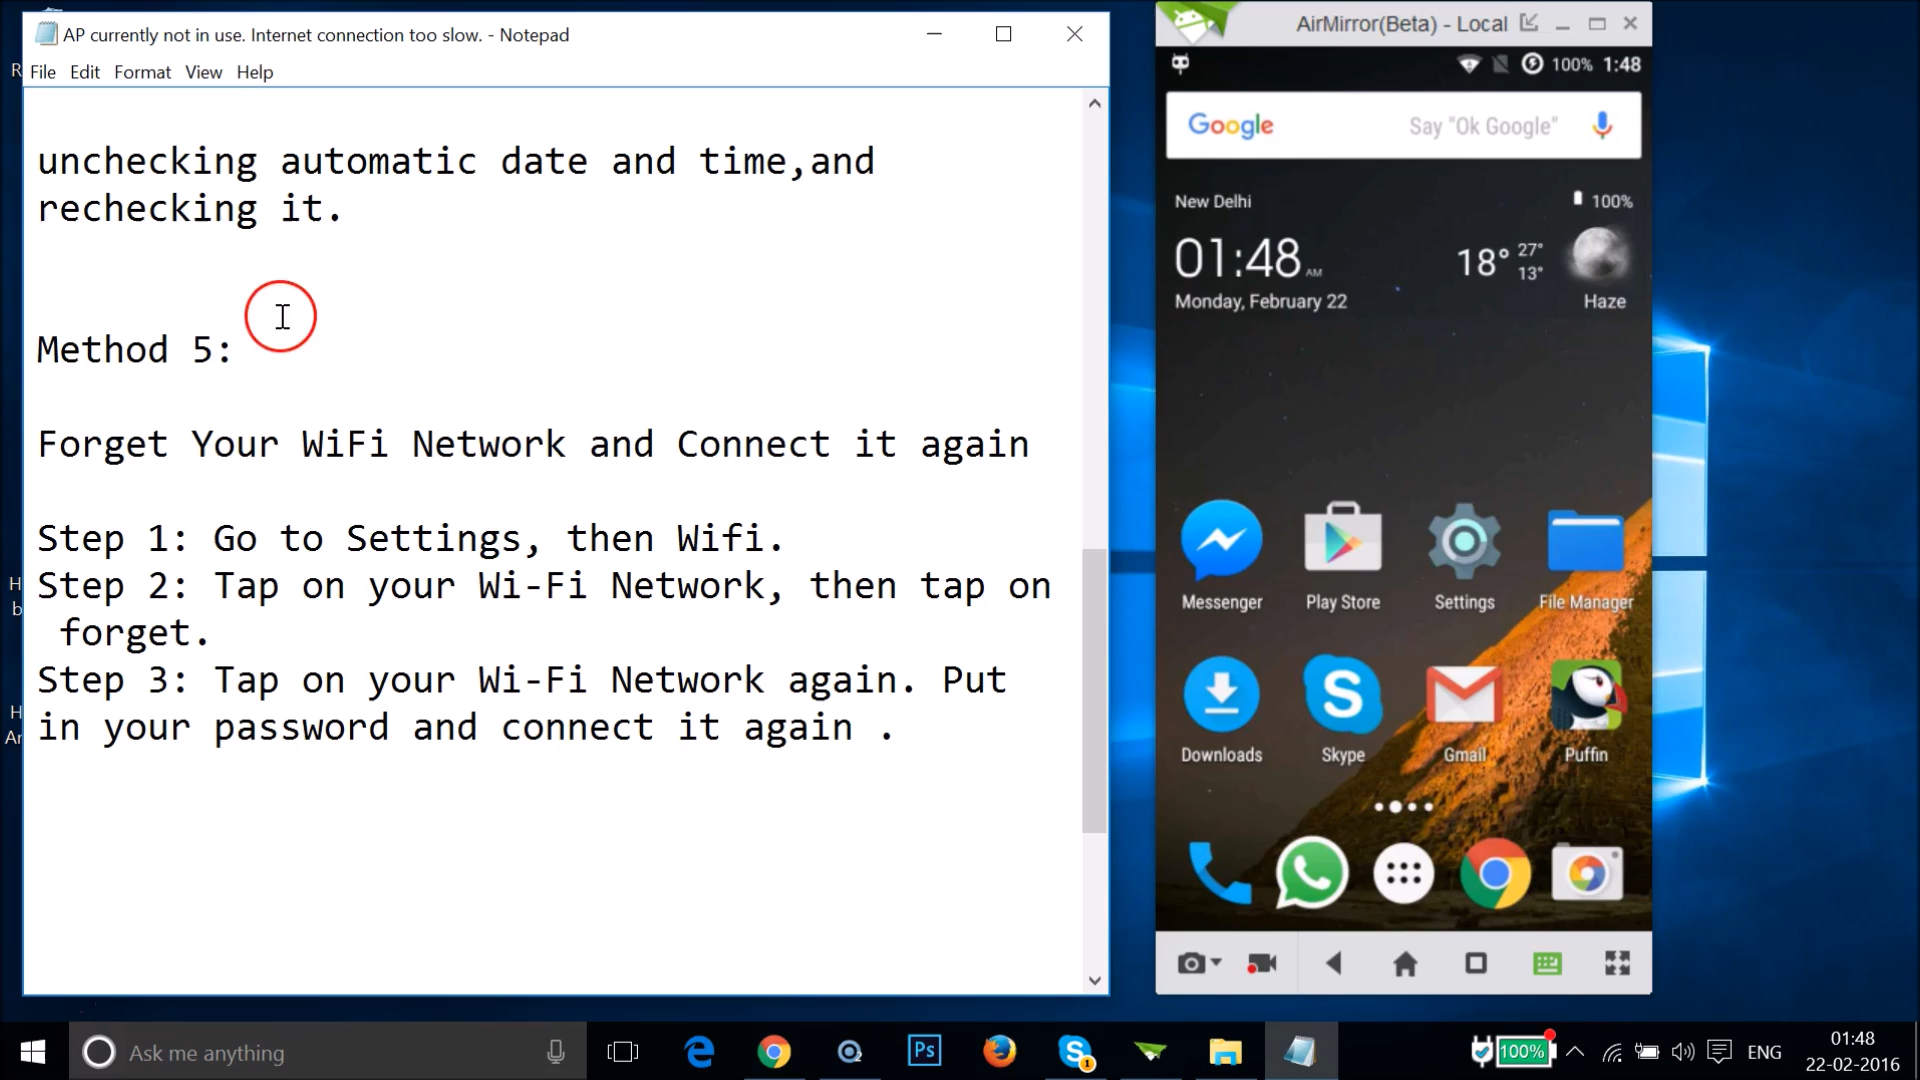 AP currently not in use. Internet connection too slow. - Notepad
File Edit Format View Help
unchecking automatic date and time,and
rechecking it.
Method 5:
Forget Your WiFi Network and Connect it again
Step 1: Go to Settings, then Wifi.
Step 2: Tap on your Wi-Fi Network, then tap on
forget.
Step 3: Tap on your Wi-Fi Network again. Put
in your password and connect it again .
AirMirror(Beta) - Local
100% 1:48
Google Say "Ok Google"
New Delhi 100%
01:48 AM 18° 27° 13°
Monday, February 22 Haze
Messenger Play Store Settings File Manager
Downloads Skype Gmail Puffin
Ask me anything
Ps
1
100%
ENG
01:48
22-02-2016